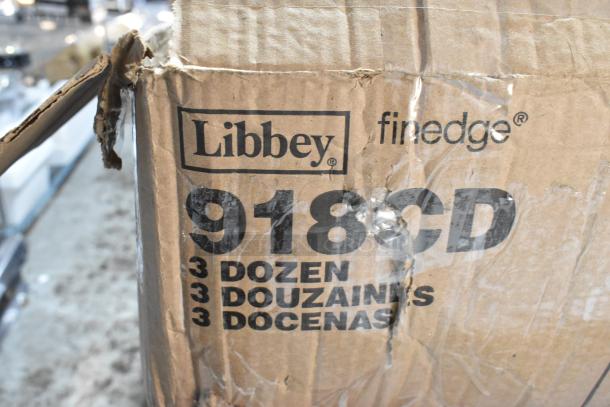 Libbey® finedge®
918CD
3 DOZEN
3 DOUZAINES
3 DOCENAS